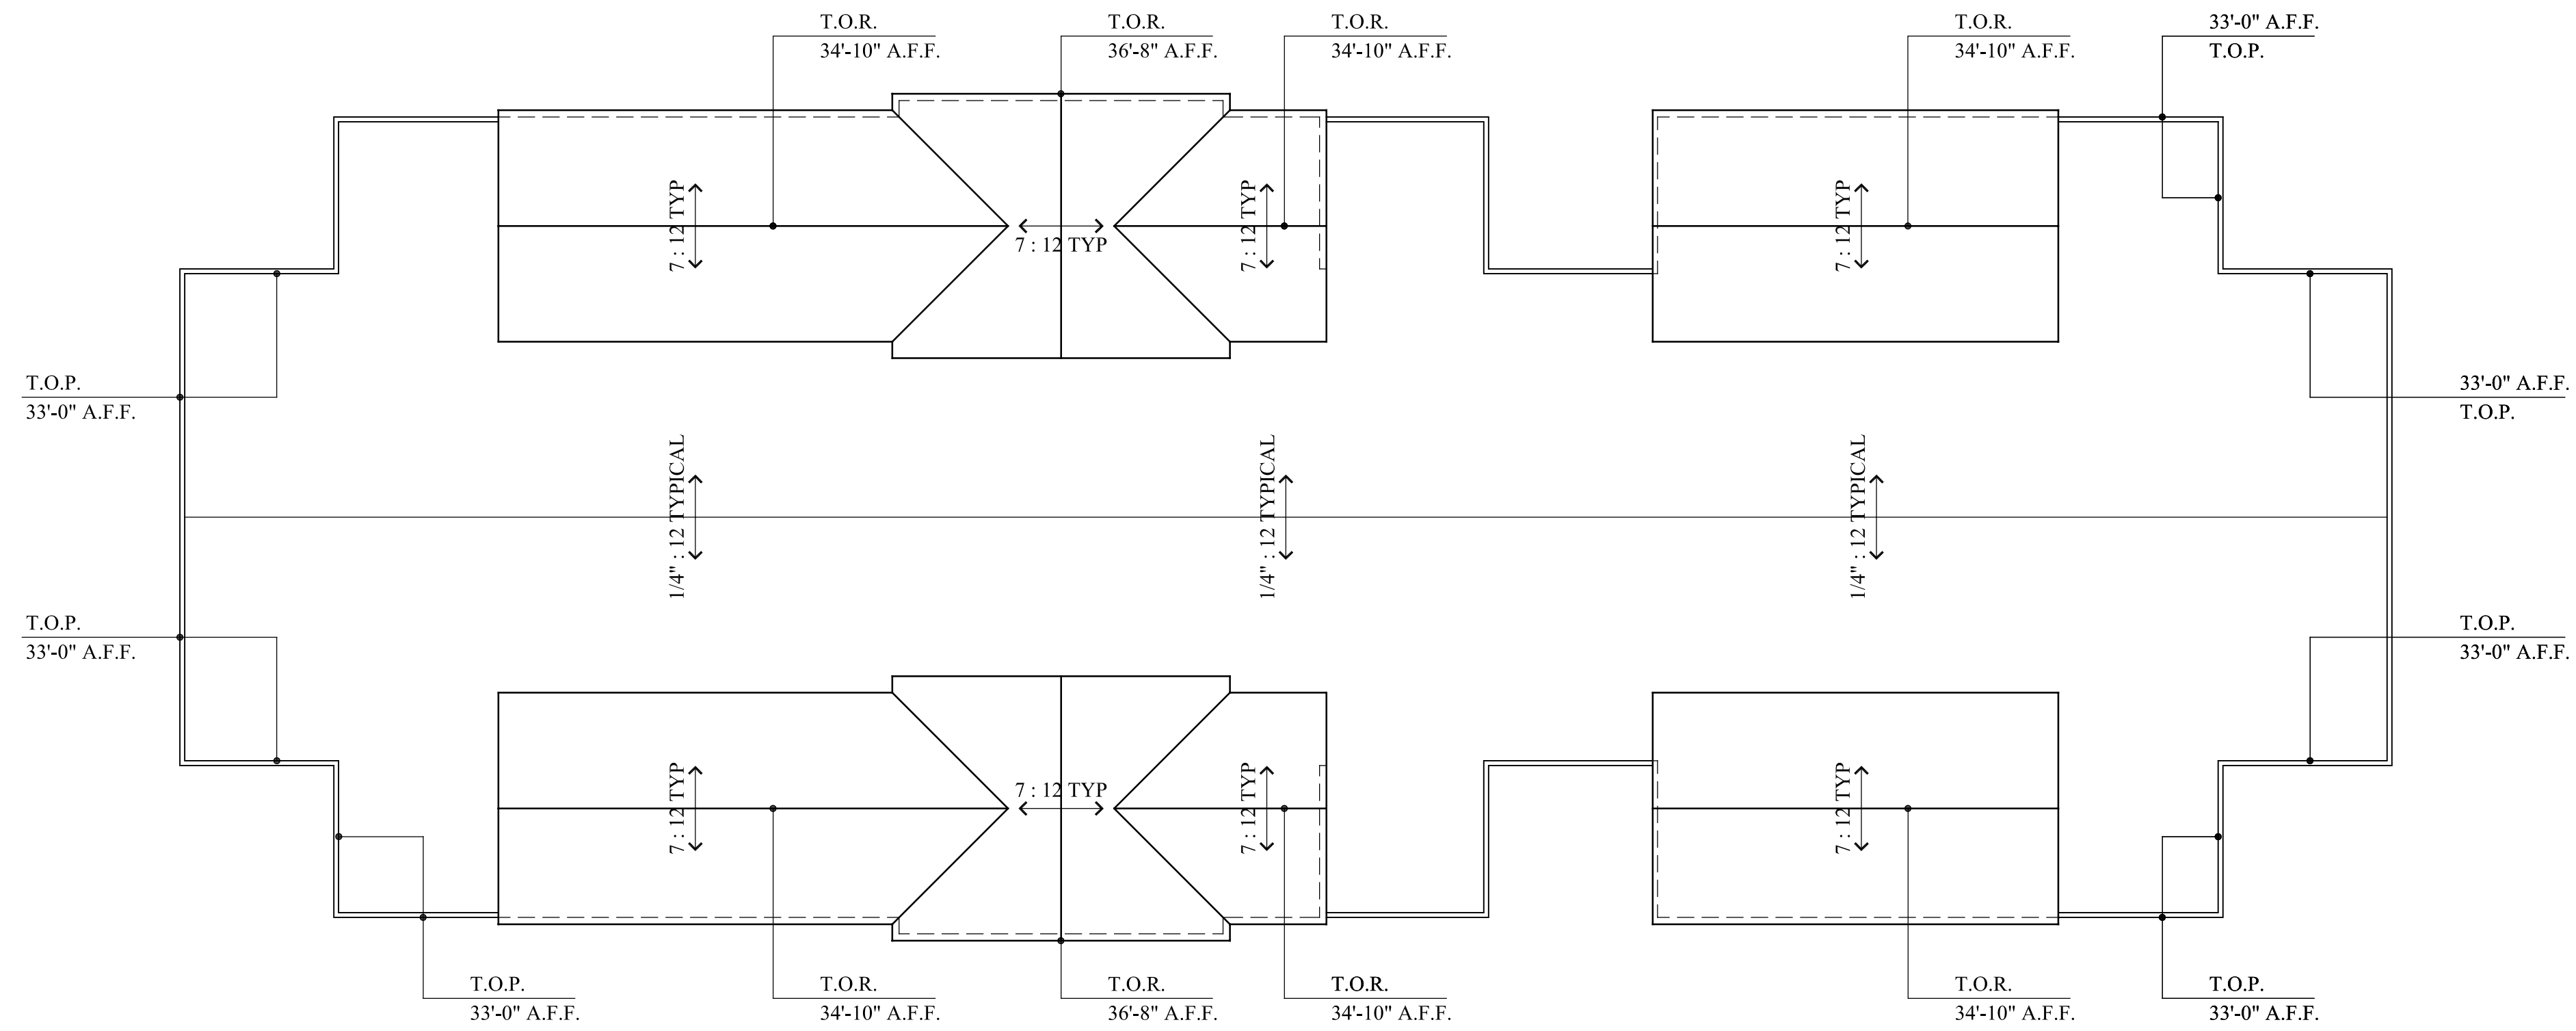 T.O.R.
34'-10" A.F.F.
T.O.R.
36'-8" A.F.F.
T.O.R.
34'-10" A.F.F.
T.O.R.
34'-10" A.F.F.
33'-0" A.F.F.
T.O.P.
7 : 12 TYP
7 : 12 TYP
7 : 12 TYP
7 : 12 TYP
T.O.P.
33'-0" A.F.F.
33'-0" A.F.F.
T.O.P.
1/4" : 12 TYPICAL
1/4" : 12 TYPICAL
1/4" : 12 TYPICAL
T.O.P.
33'-0" A.F.F.
T.O.P.
33'-0" A.F.F.
7 : 12 TYP
7 : 12 TYP
7 : 12 TYP
7 : 12 TYP
T.O.P.
33'-0" A.F.F.
T.O.R.
34'-10" A.F.F.
T.O.R.
36'-8" A.F.F.
T.O.R.
34'-10" A.F.F.
T.O.R.
34'-10" A.F.F.
T.O.P.
33'-0" A.F.F.